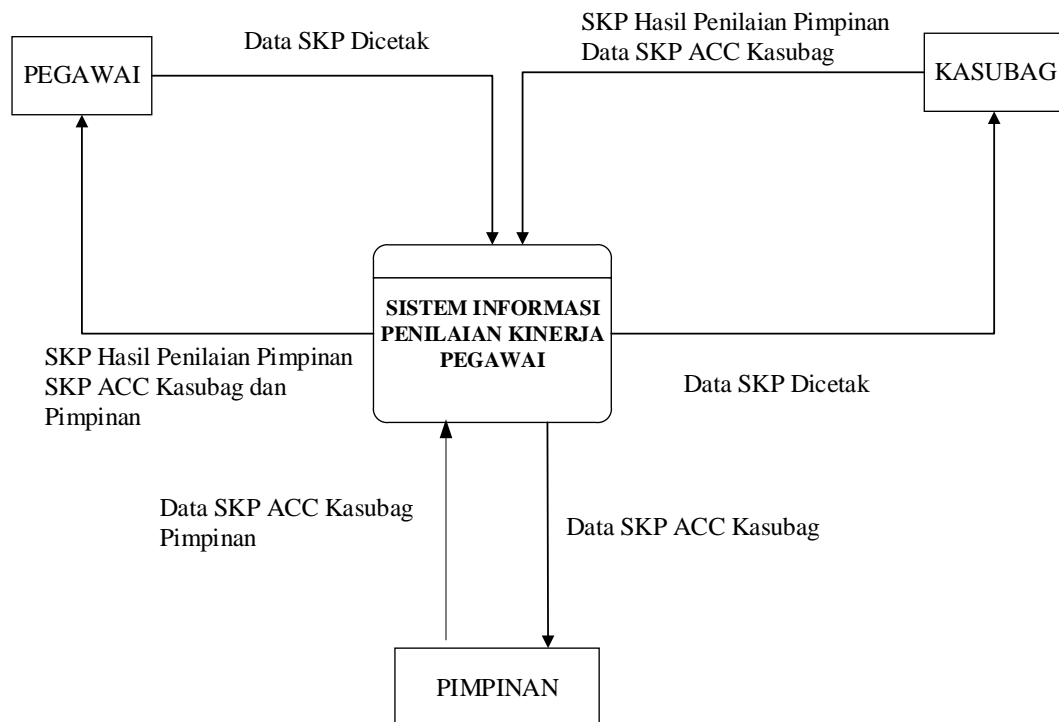 SKP Hasil Penilaian Pimpinan
Data SKP ACC Kasubag
Data SKP Dicetak
PEGAWAI
KASUBAG
SISTEM INFORMASI
PENILAIAN KINERJA
PEGAWAI
SKP Hasil Penilaian Pimpinan
SKP ACC Kasubag dan
Pimpinan
Data SKP Dicetak
Data SKP ACC Kasubag
Pimpinan
Data SKP ACC Kasubag
PIMPINAN